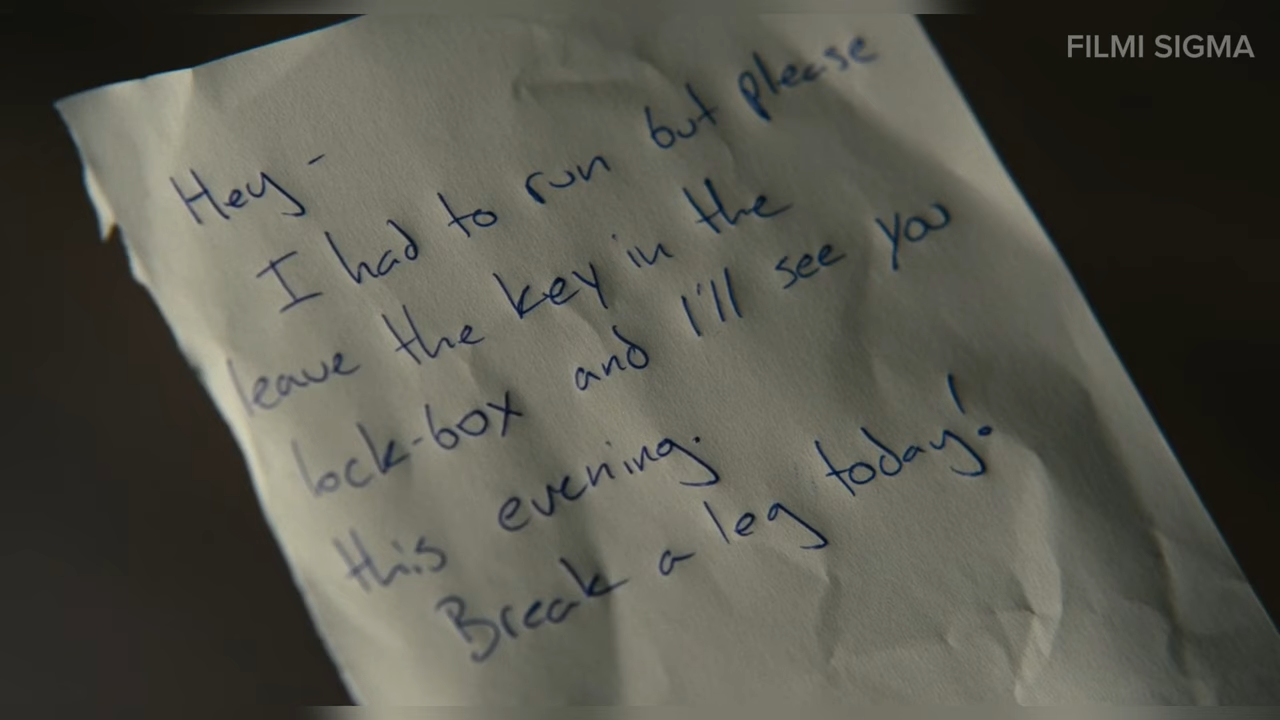 FILMI SIGMA
Hey -
I had to run but please
leave the key in the
lock-box and I'll see you
this evening.
Break a leg today!